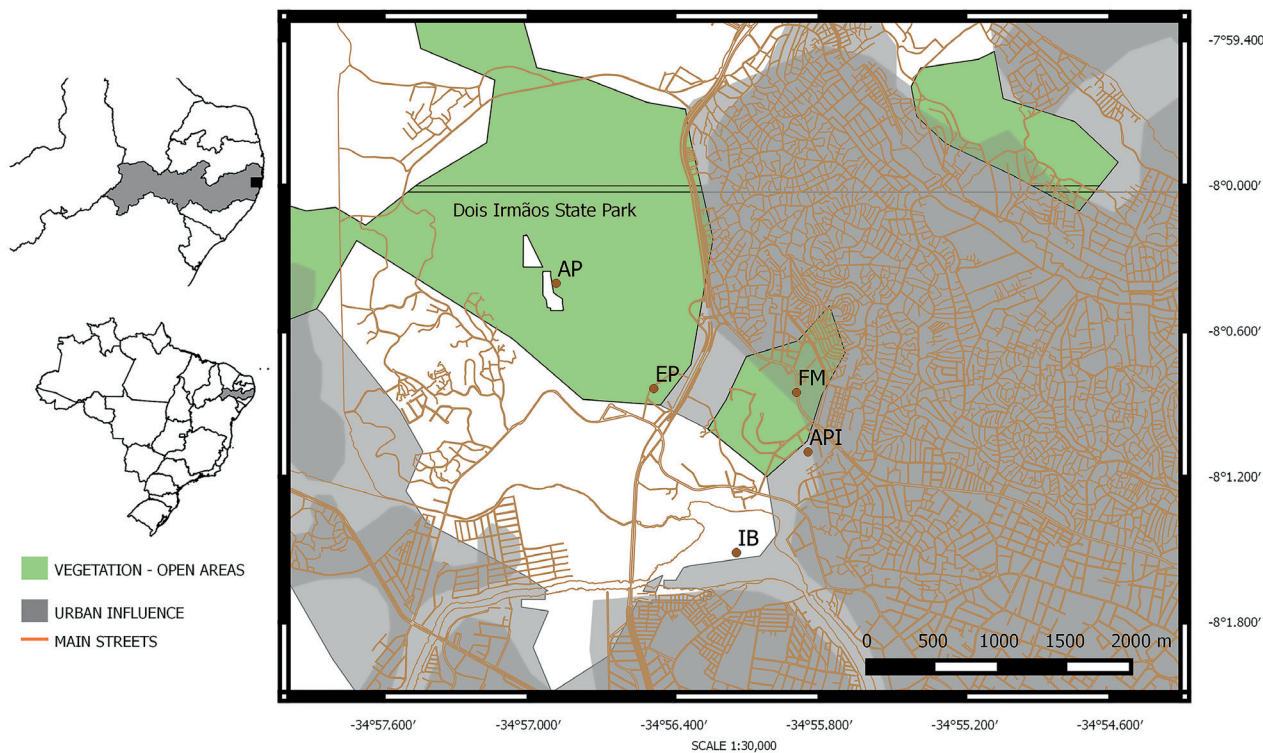 -7°59.400'
-8°0.000'
Dois Irmãos State Park
AP
-8°0.600'
EP
FM
API
-8°1.200'
IB
VEGETATION - OPEN AREAS
URBAN INFLUENCE
MAIN STREETS
-8°1.800'
0 500 1000 1500 2000 m
-34°57.600' -34°57.000' -34°56.400' -34°55.800' -34°55.200' -34°54.600'
SCALE 1:30,000